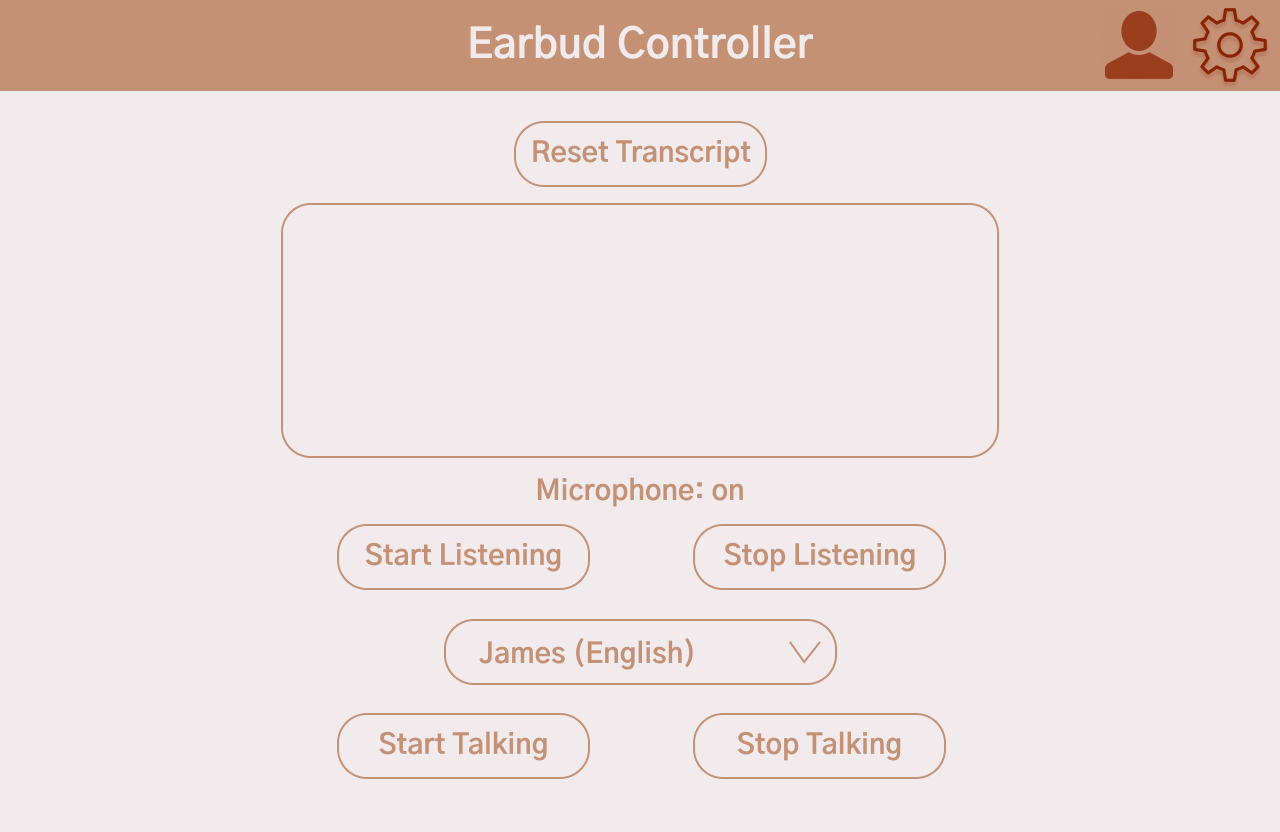 Earbud Controller
Reset Transcript
Microphone: on
Start Listening
Stop Listening
James (English)
Start Talking
Stop Talking